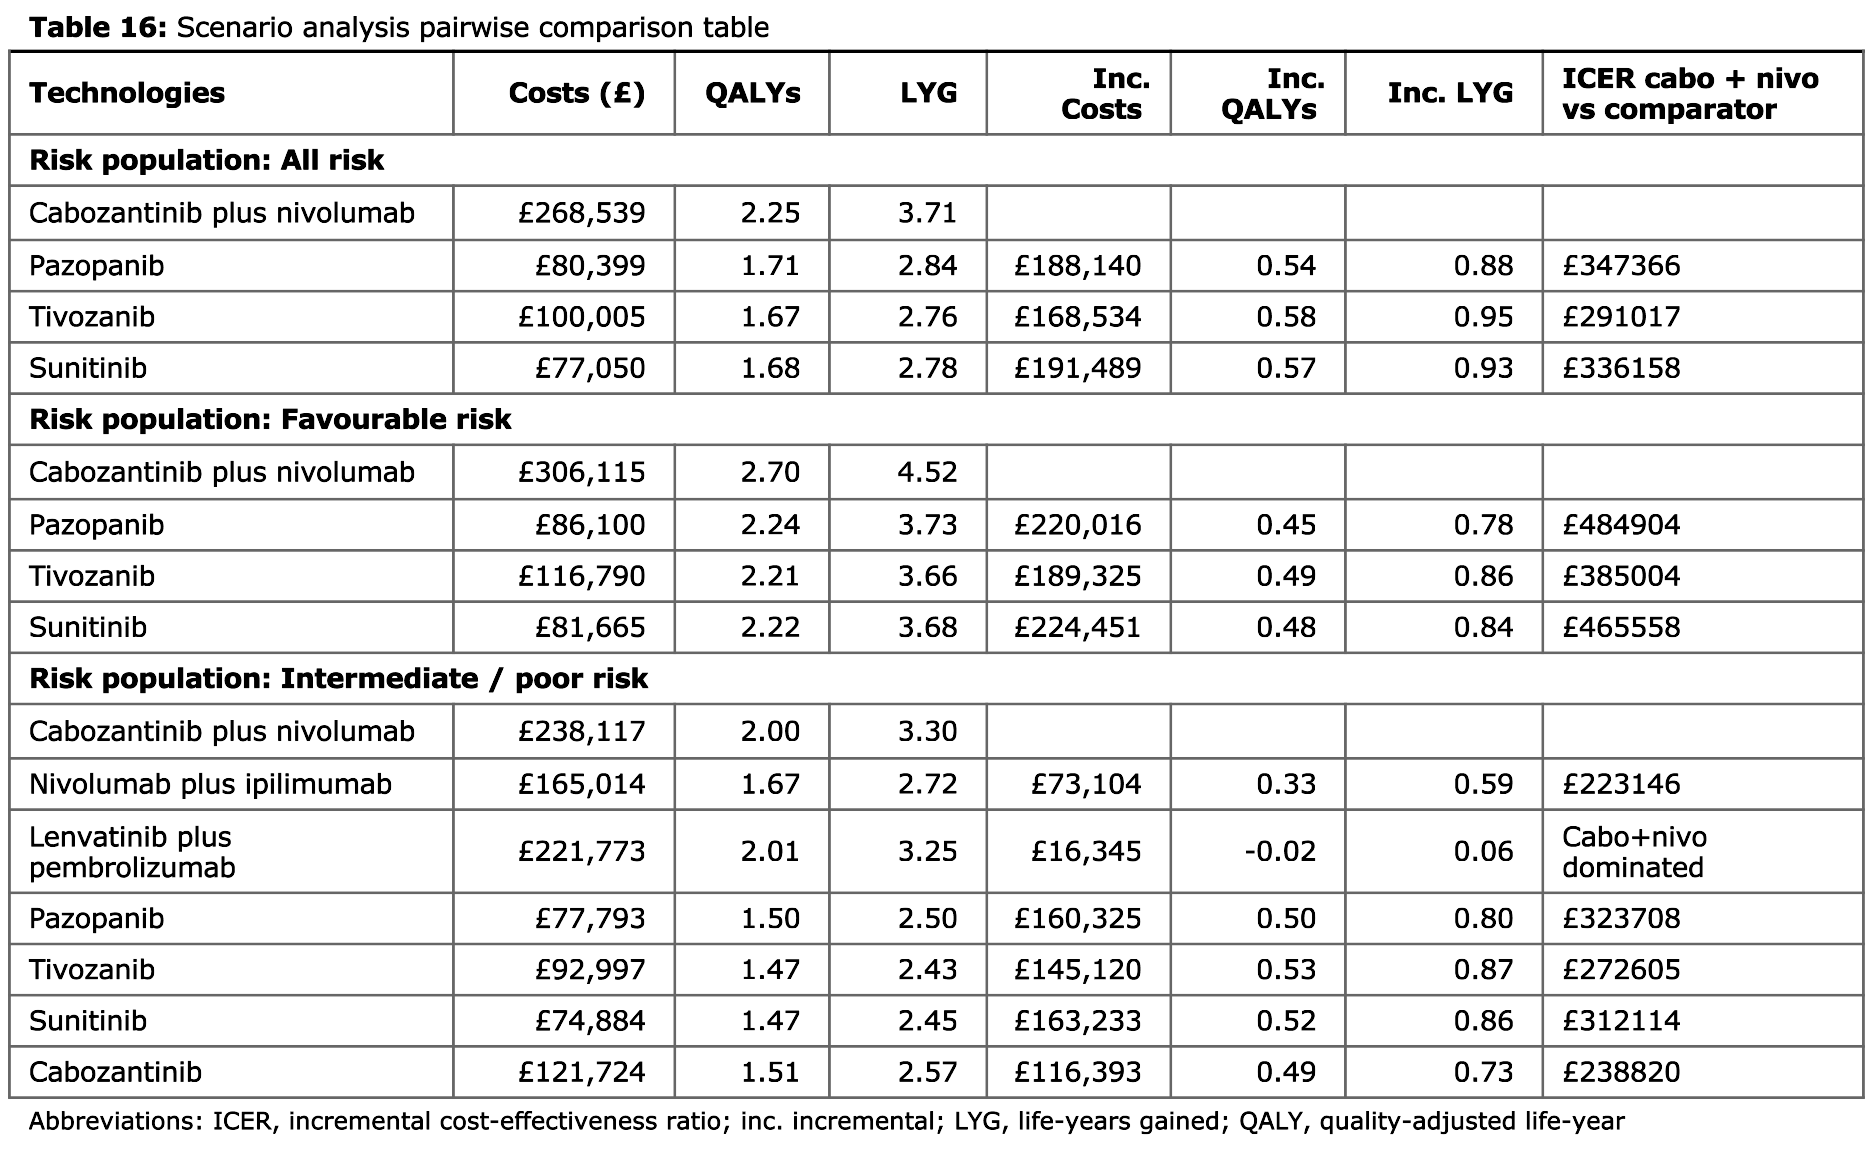 Table 16: Scenario analysis pairwise comparison table
Technologies Costs (£) QALYs LYG Inc. Costs Inc. QALYs Inc. LYG ICER cabo + nivo vs comparator
Risk population: All risk
Cabozantinib plus nivolumab £268,539 2.25 3.71
Pazopanib £80,399 1.71 2.84 £188,140 0.54 0.88 £347366
Tivozanib £100,005 1.67 2.76 £168,534 0.58 0.95 £291017
Sunitinib £77,050 1.68 2.78 £191,489 0.57 0.93 £336158
Risk population: Favourable risk
Cabozantinib plus nivolumab £306,115 2.70 4.52
Pazopanib £86,100 2.24 3.73 £220,016 0.45 0.78 £484904
Tivozanib £116,790 2.21 3.66 £189,325 0.49 0.86 £385004
Sunitinib £81,665 2.22 3.68 £224,451 0.48 0.84 £465558
Risk population: Intermediate / poor risk
Cabozantinib plus nivolumab £238,117 2.00 3.30
Nivolumab plus ipilimumab £165,014 1.67 2.72 £73,104 0.33 0.59 £223146
Lenvatinib plus pembrolizumab £221,773 2.01 3.25 £16,345 -0.02 0.06 Cabo+nivo dominated
Pazopanib £77,793 1.50 2.50 £160,325 0.50 0.80 £323708
Tivozanib £92,997 1.47 2.43 £145,120 0.53 0.87 £272605
Sunitinib £74,884 1.47 2.45 £163,233 0.52 0.86 £312114
Cabozantinib £121,724 1.51 2.57 £116,393 0.49 0.73 £238820
Abbreviations: ICER, incremental cost-effectiveness ratio; inc. incremental; LYG, life-years gained; QALY, quality-adjusted life-year